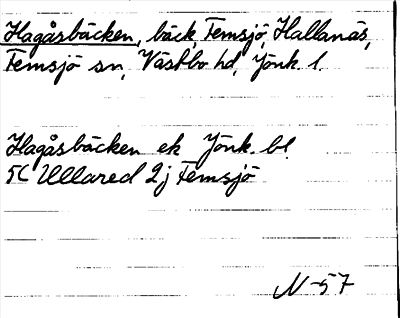 Hagåsbäcken, bäck, Femsjö, Hallanäs,
Femsjö sn, Västbo hd, Jönk. l.
Hagåsbäcken ek Jönk. bl.
5C Ullared 2j Femsjö
N-57